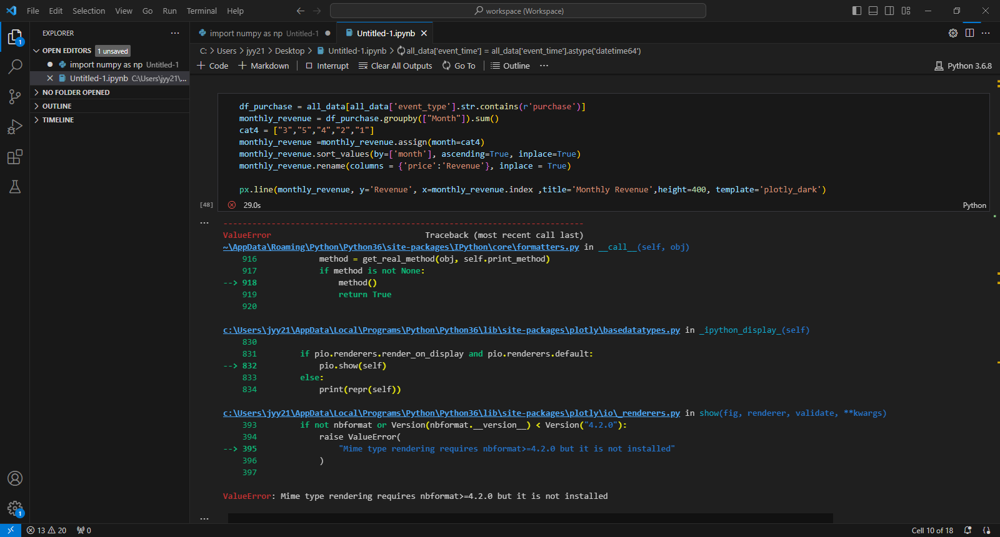 File Edit Selection View Go Run Terminal Help
workspace (Workspace)
EXPLORER
OPEN EDITORS 1 unsaved
import numpy as np Untitled-1
Untitled-1.ipynb C:\Users\jyy21\...
NO FOLDER OPENED
OUTLINE
TIMELINE
1
1
import numpy as np Untitled-1
Untitled-1.ipynb
C: > Users > jyy21 > Desktop > Untitled-1.ipynb > all_data['event_time'] = all_data['event_time'].astype('datetime64')
+ Code + Markdown Interrupt Clear All Outputs Go To Outline ...
Python 3.6.8
df_purchase = all_data[all_data['event_type'].str.contains(r'purchase')]
monthly_revenue = df_purchase.groupby(["Month"]).sum()
cat4 = ["3","5","4","2","1"]
monthly_revenue =monthly_revenue.assign(month=cat4)
monthly_revenue.sort_values(by=['month'], ascending=True, inplace=True)
monthly_revenue.rename(columns = {'price':'Revenue'}, inplace = True)
px.line(monthly_revenue, y='Revenue', x=monthly_revenue.index ,title='Monthly Revenue',height=400, template='plotly_dark')
[48] 29.0s
Python
---------------------------------------------------------------------------
ValueError Traceback (most recent call last)
~\AppData\Roaming\Python\Python36\site-packages\IPython\core\formatters.py in __call__(self, obj)
916 method = get_real_method(obj, self.print_method)
917 if method is not None:
--> 918 method()
919 return True
920
c:\Users\jyy21\AppData\Local\Programs\Python\Python36\lib\site-packages\plotly\basedatatypes.py in _ipython_display_(self)
830
831 if pio.renderers.render_on_display and pio.renderers.default:
--> 832 pio.show(self)
833 else:
834 print(repr(self))
c:\Users\jyy21\AppData\Local\Programs\Python\Python36\lib\site-packages\plotly\io\_renderers.py in show(fig, renderer, validate, **kwargs)
393 if not nbformat or Version(nbformat.__version__) < Version("4.2.0"):
394 raise ValueError(
--> 395 "Mime type rendering requires nbformat>=4.2.0 but it is not installed"
396 )
397
ValueError: Mime type rendering requires nbformat>=4.2.0 but it is not installed
13 20 0
Cell 10 of 18